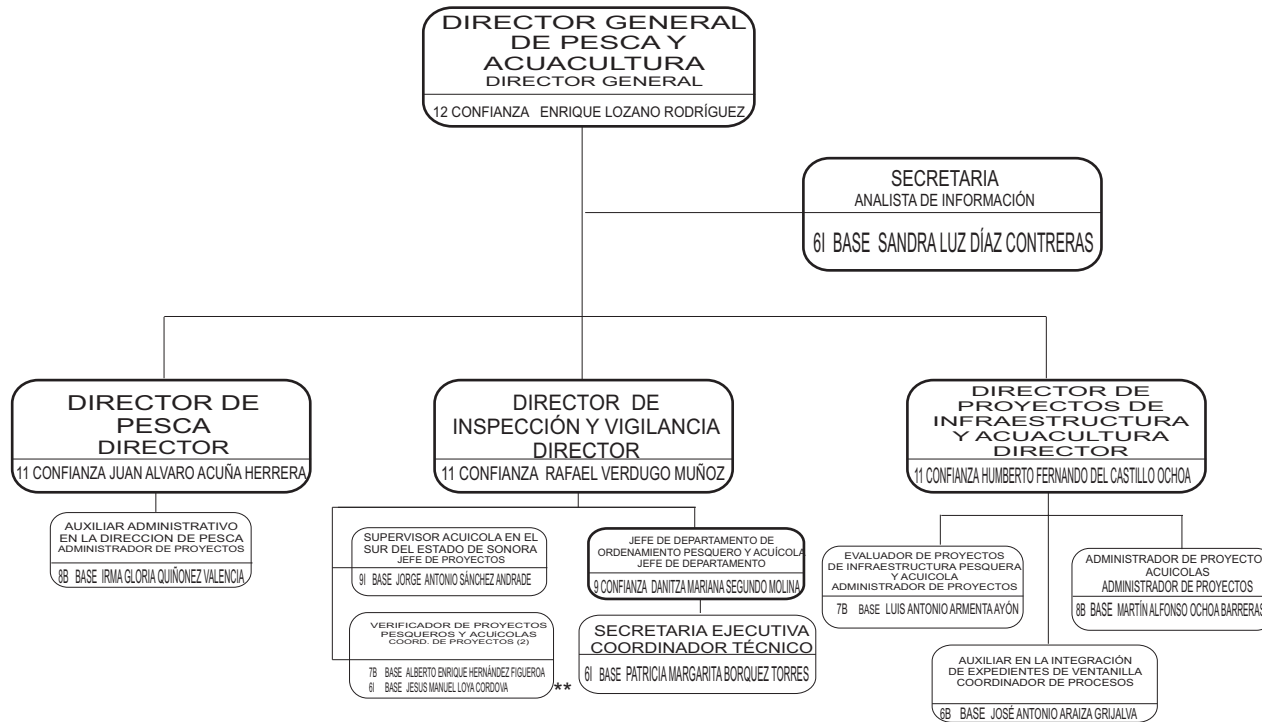 DIRECTOR GENERAL
DE PESCA Y
ACUACULTURA
DIRECTOR GENERAL
12 CONFIANZA ENRIQUE LOZANO RODRÍGUEZ
SECRETARIA
ANALISTA DE INFORMACIÓN
6I BASE SANDRA LUZ DÍAZ CONTRERAS
DIRECTOR DE
PESCA
DIRECTOR
11 CONFIANZA JUAN ALVARO ACUÑA HERRERA
AUXILIAR ADMINISTRATIVO
EN LA DIRECCION DE PESCA
ADMINISTRADOR DE PROYECTOS
8B BASE IRMA GLORIA QUIÑONEZ VALENCIA
DIRECTOR DE
INSPECCIÓN Y VIGILANCIA
DIRECTOR
11 CONFIANZA RAFAEL VERDUGO MUÑOZ
SUPERVISOR ACUICOLA EN EL
SUR DEL ESTADO DE SONORA
JEFE DE PROYECTOS
9I BASE JORGE ANTONIO SÁNCHEZ ANDRADE
VERIFICADOR DE PROYECTOS
PESQUEROS Y ACUÍCOLAS
COORD. DE PROYECTOS (2)
7B BASE ALBERTO ENRIQUE HERNÁNDEZ FIGUEROA
6I BASE JESUS MANUEL LOYA CORDOVA **
JEFE DE DEPARTAMENTO DE
ORDENAMIENTO PESQUERO Y ACUÍCOLA
JEFE DE DEPARTAMENTO
9 CONFIANZA DANITZA MARIANA SEGUNDO MOLINA
SECRETARIA EJECUTIVA
COORDINADOR TÉCNICO
6I BASE PATRICIA MARGARITA BORQUEZ TORRES
DIRECTOR DE
PROYECTOS DE
INFRAESTRUCTURA
Y ACUACULTURA
DIRECTOR
11 CONFIANZA HUMBERTO FERNANDO DEL CASTILLO OCHOA
EVALUADOR DE PROYECTOS
DE INFRAESTRUCTURA PESQUERA
Y ACUICOLA
ADMINISTRADOR DE PROYECTOS
7B BASE LUIS ANTONIO ARMENTA AYÓN
ADMINISTRADOR DE PROYECTO
ACUICOLAS
ADMINISTRADOR DE PROYECTOS
8B BASE MARTÍN ALFONSO OCHOA BARRERAS
AUXILIAR EN LA INTEGRACIÓN
DE EXPEDIENTES DE VENTANILLA
COORDINADOR DE PROCESOS
6B BASE JOSÉ ANTONIO ARAIZA GRIJALVA